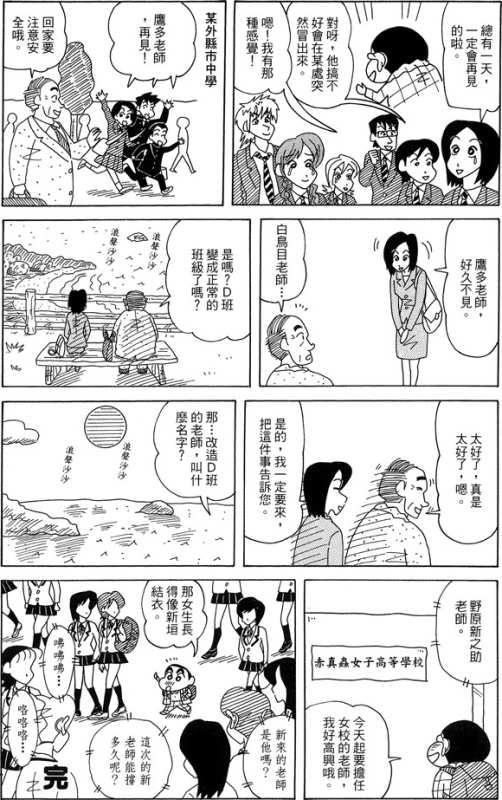 總有一天，
一定會再見
的啦。
對呀，他搞不
好會在某處突
然冒出來。
嗯！我有那
種感覺！
某外縣市中學
鷹多老師
，再見！
回家要
注意安
全哦。
鷹多老師，
好久不見。
白鳥目老師⋯
浪聲沙沙
浪聲沙沙
是嗎？D班
變成正常的
班級了嗎？
太好了，真是
太好了，嗯。
是的，我一定要來
把這件事告訴您。
那⋯改造D班
的老師，叫什
麼名字？
浪聲沙沙
浪聲沙沙
野原新之助
老師。
赤真蟲女子高等學校
今天起要擔任
女校的老師，
我好高興哦。
那女生長
得像新垣
結衣。
新來的老師
是他嗎？
這次的新
老師能撐
多久呢？
咈咈咈⋯
咯咯咯⋯
完